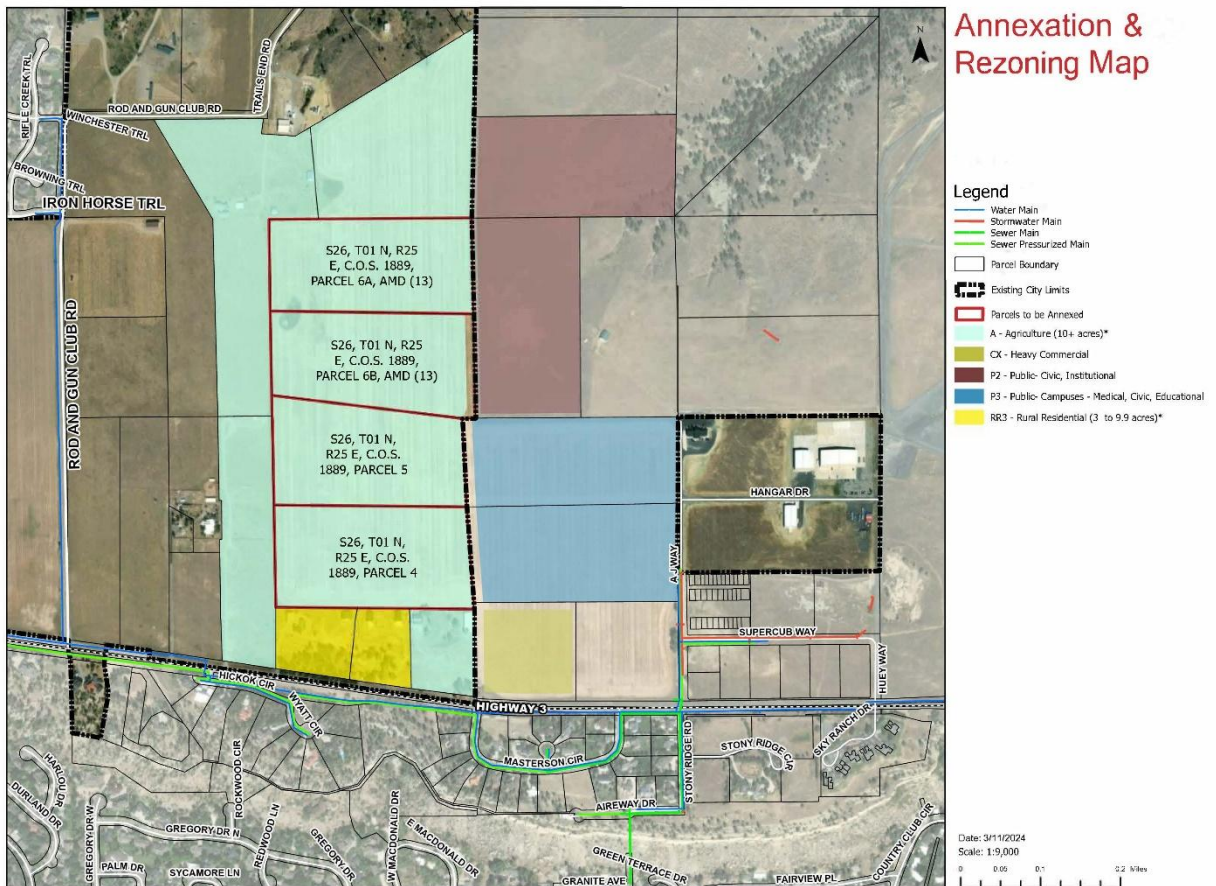 Annexation &
Rezoning Map
N
Legend
Water Main
Stormwater Main
Sewer Main
Sewer Pressurized Main
Parcel Boundary
Existing City Limits
Parcels to be Annexed
A - Agriculture (10+ acres)*
CX - Heavy Commercial
P2 - Public- Civic, Institutional
P3 - Public- Campuses - Medical, Civic, Educational
RR3 - Rural Residential (3 to 9.9 acres)*
RIFLE CREEK TRL
ROD AND GUN CLUB RD
TRAILS END RD
WINCHESTER TRL
BROWNING TRL
IRON HORSE TRL
ROD AND GUN CLUB RD
S26, T01 N, R25
E, C.O.S. 1889,
PARCEL 6A, AMD (13)
S26, T01 N, R25
E, C.O.S. 1889,
PARCEL 6B, AMD (13)
S26, T01 N,
R25 E, C.O.S.
1889, PARCEL 5
S26, T01 N,
R25 E, C.O.S.
1889, PARCEL 4
HANGAR DR
A J WAY
SUPERCUB WAY
HUEY WAY
HICKOK CIR
WYATT CIR
HIGHWAY 3
MASTERSON CIR
STONY RIDGE RD
STONY RIDGE CIR
SKY RANCH DR
AIREWAY DR
HARLOU DR
DURLAND DR
GREGORY DR W
ROCKWOOD CIR
GREGORY DR N
REDWOOD LN
GREGORY DR
W MACDONALD DR
E MACDONALD DR
PALM DR
SYCAMORE LN
GREEN TERRACE DR
GRANITE AVE
FAIRVIEW PL
COUNTRY CLUB CIR
Date: 3/11/2024
Scale: 1:9,000
0 0.05 0.1 0.2 Miles